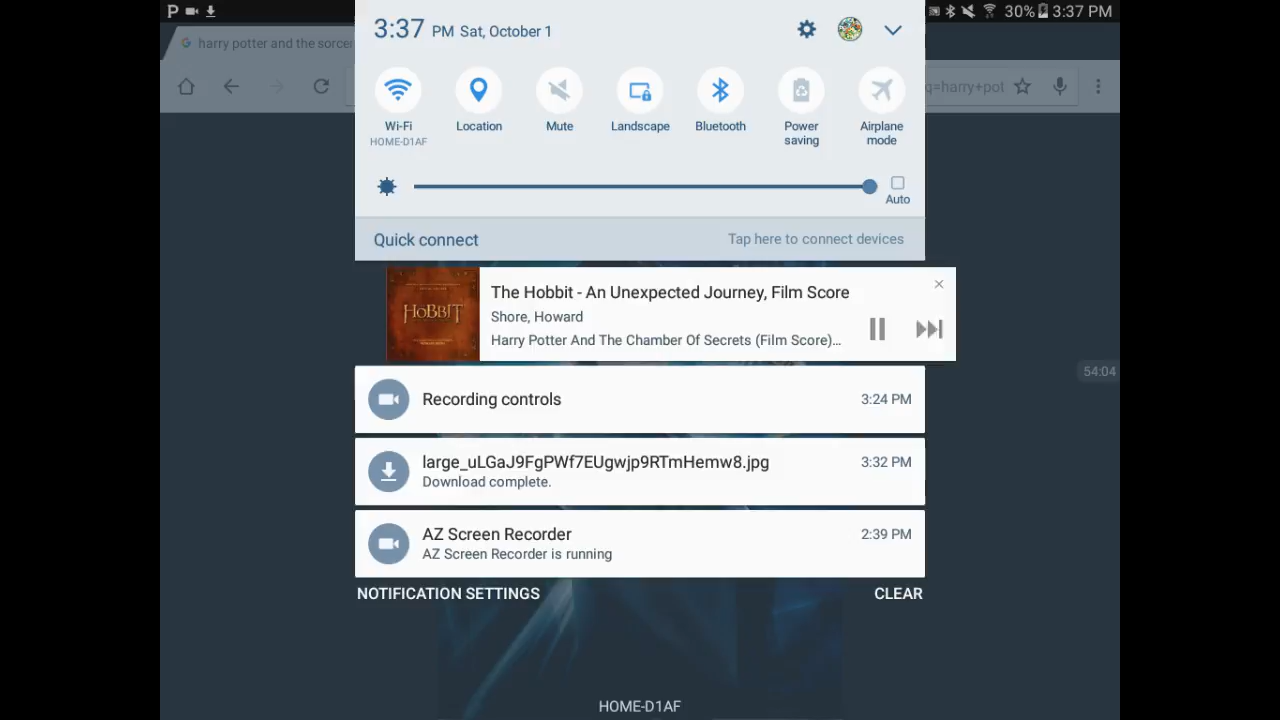 P
30% 3:37 PM
harry potter and the sorcer
q=harry+pot
3:37 PM Sat, October 1
Wi-Fi
HOME-D1AF
Location
Mute
Landscape
Bluetooth
Power
saving
Airplane
mode
Auto
Quick connect
Tap here to connect devices
THE HOBBIT
The Hobbit - An Unexpected Journey, Film Score
Shore, Howard
Harry Potter And The Chamber Of Secrets (Film Score)...
54:04
Recording controls
3:24 PM
large_uLGaJ9FgPWf7EUgwjp9RTmHemw8.jpg
3:32 PM
Download complete.
AZ Screen Recorder
2:39 PM
AZ Screen Recorder is running
NOTIFICATION SETTINGS
CLEAR
HOME-D1AF